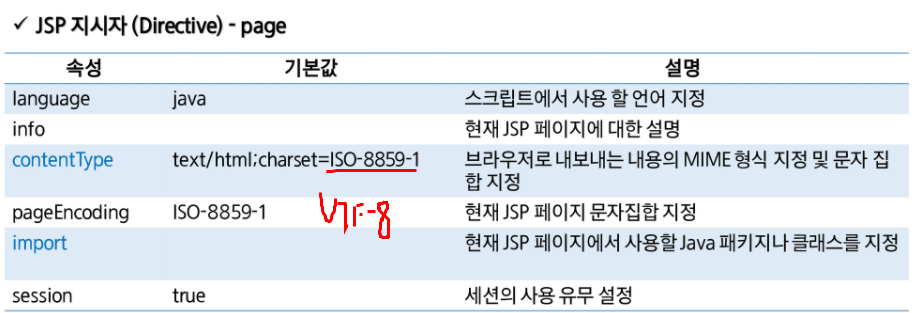 ✓ JSP 지시자 (Directive) - page
속성 기본값 설명
language java 스크립트에서 사용 할 언어 지정
info 현재 JSP 페이지에 대한 설명
contentType text/html;charset=ISO-8859-1 브라우저로 내보내는 내용의 MIME 형식 지정 및 문자 집
합 지정
pageEncoding ISO-8859-1 UTF-8 현재 JSP 페이지 문자집합 지정
import 현재 JSP 페이지에서 사용할 Java 패키지나 클래스를 지정
session true 세션의 사용 유무 설정